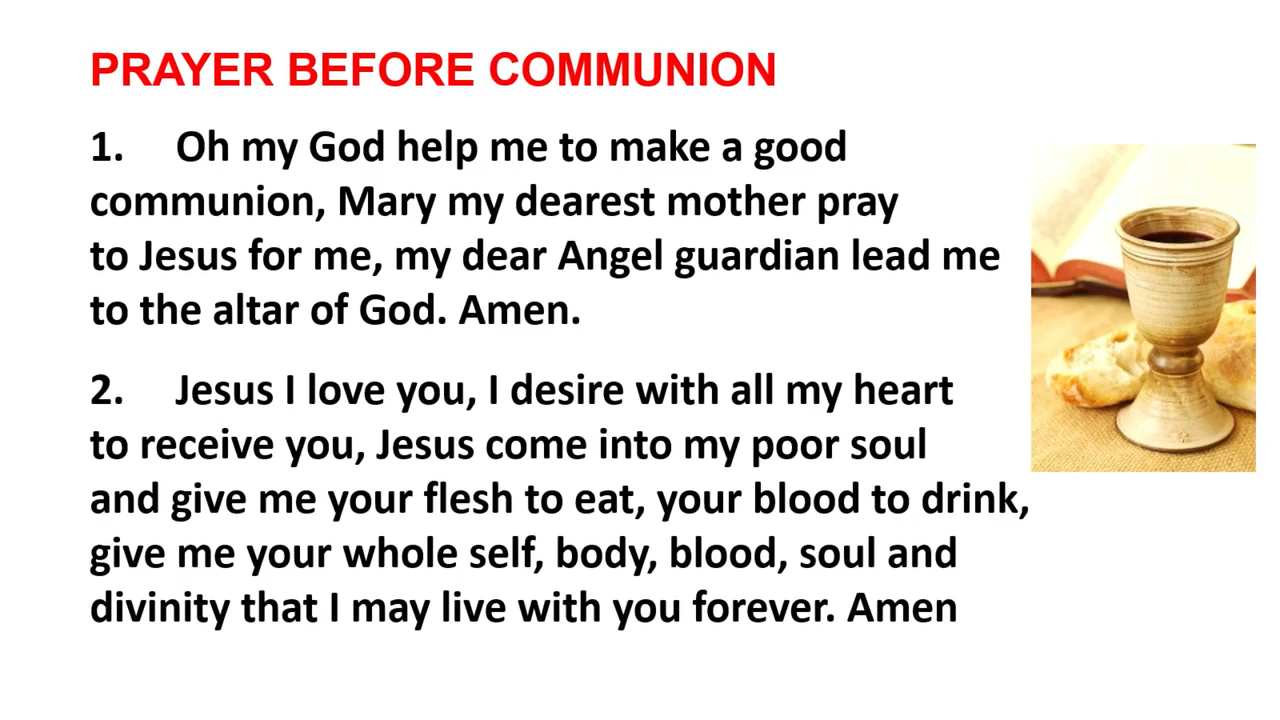 PRAYER BEFORE COMMUNION
1. Oh my God help me to make a good
communion, Mary my dearest mother pray
to Jesus for me, my dear Angel guardian lead me
to the altar of God. Amen.
2. Jesus I love you, I desire with all my heart
to receive you, Jesus come into my poor soul
and give me your flesh to eat, your blood to drink,
give me your whole self, body, blood, soul and
divinity that I may live with you forever. Amen